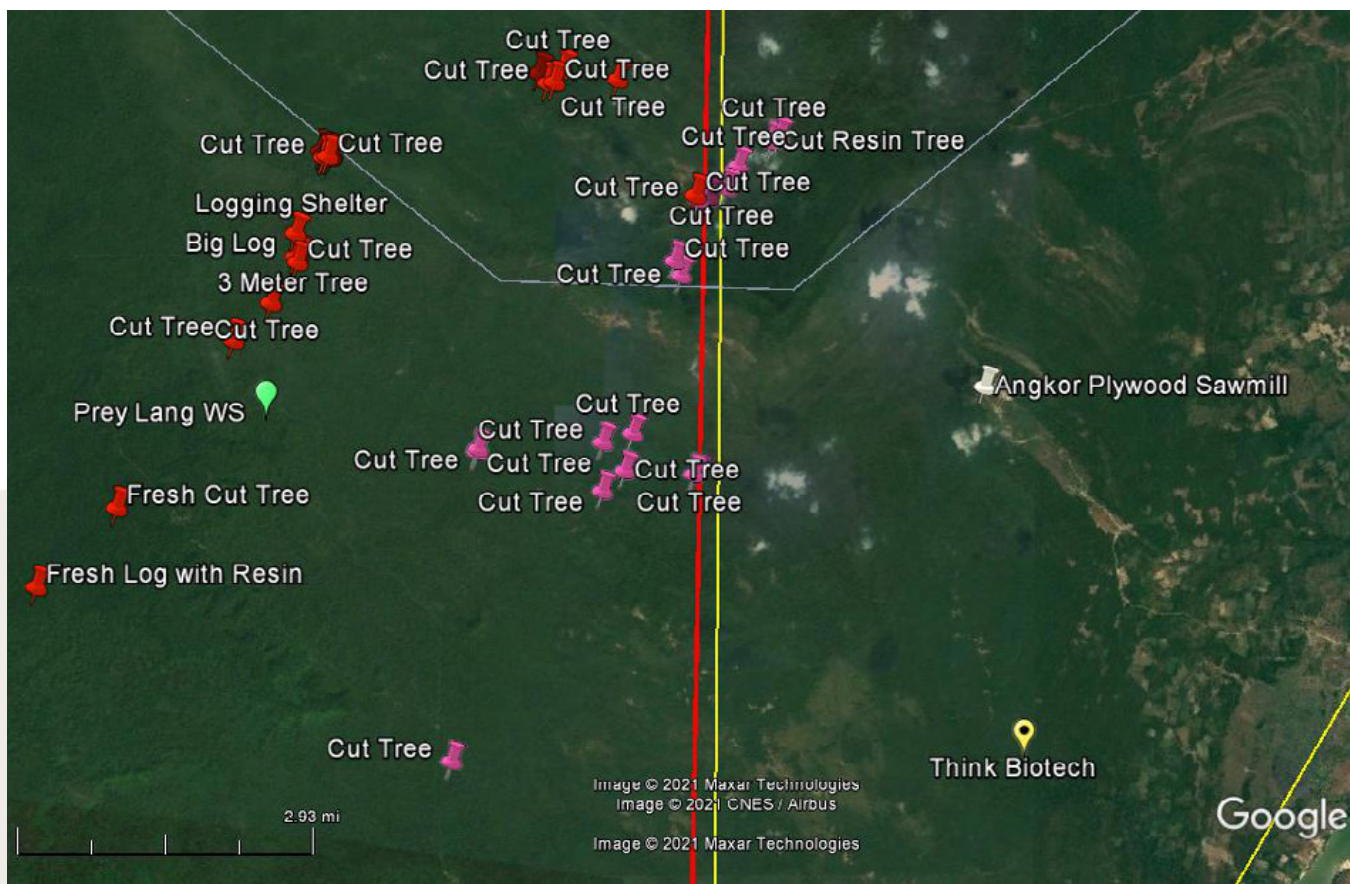 Cut Tree
Cut Tree
Cut Tree
Cut Tree
Cut Tree
Cut Tree
Cut Resin Tree
Cut Tree
Cut Tree
Cut Tree
Cut Tree
Cut Tree
Logging Shelter
Big Log
Cut Tree
Cut Tree
Cut Tree
3 Meter Tree
Cut Tree
Cut Tree
Angkor Plywood Sawmill
Prey Lang WS
Cut Tree
Cut Tree
Cut Tree
Cut Tree
Cut Tree
Cut Tree
Cut Tree
Fresh Cut Tree
Fresh Log with Resin
Cut Tree
Think Biotech
Image © 2021 Maxar Technologies
Image © 2021 CNES / Airbus
Image © 2021 Maxar Technologies
2.93 mi
Google